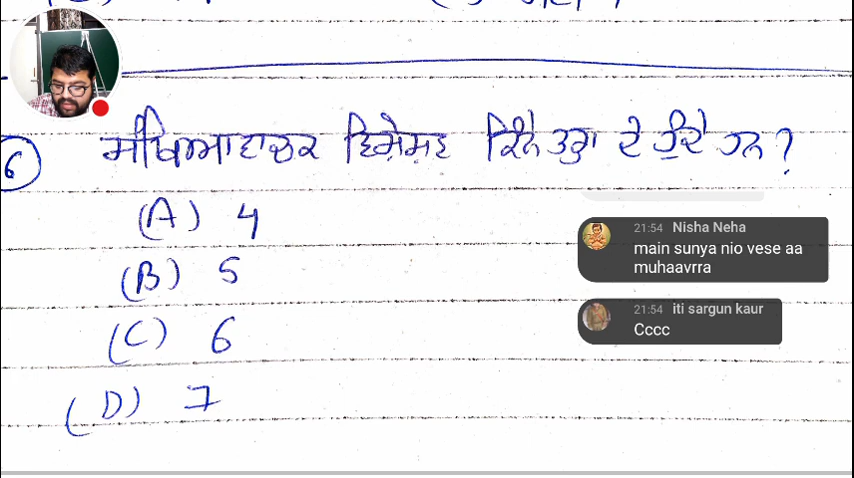 6 ਸੰਖਿਆਵਾਚਕ ਵਿਸ਼ੇਸ਼ਣ ਕਿੰਨੇ ਤਰ੍ਹਾਂ ਦੇ ਹੁੰਦੇ ਹਨ?
(A) 4
21:54 Nisha Neha
main sunya nio vese aa
muhaavrra
(B) 5
21:54 iti sargun kaur
Cccc
(C) 6
(D) 7